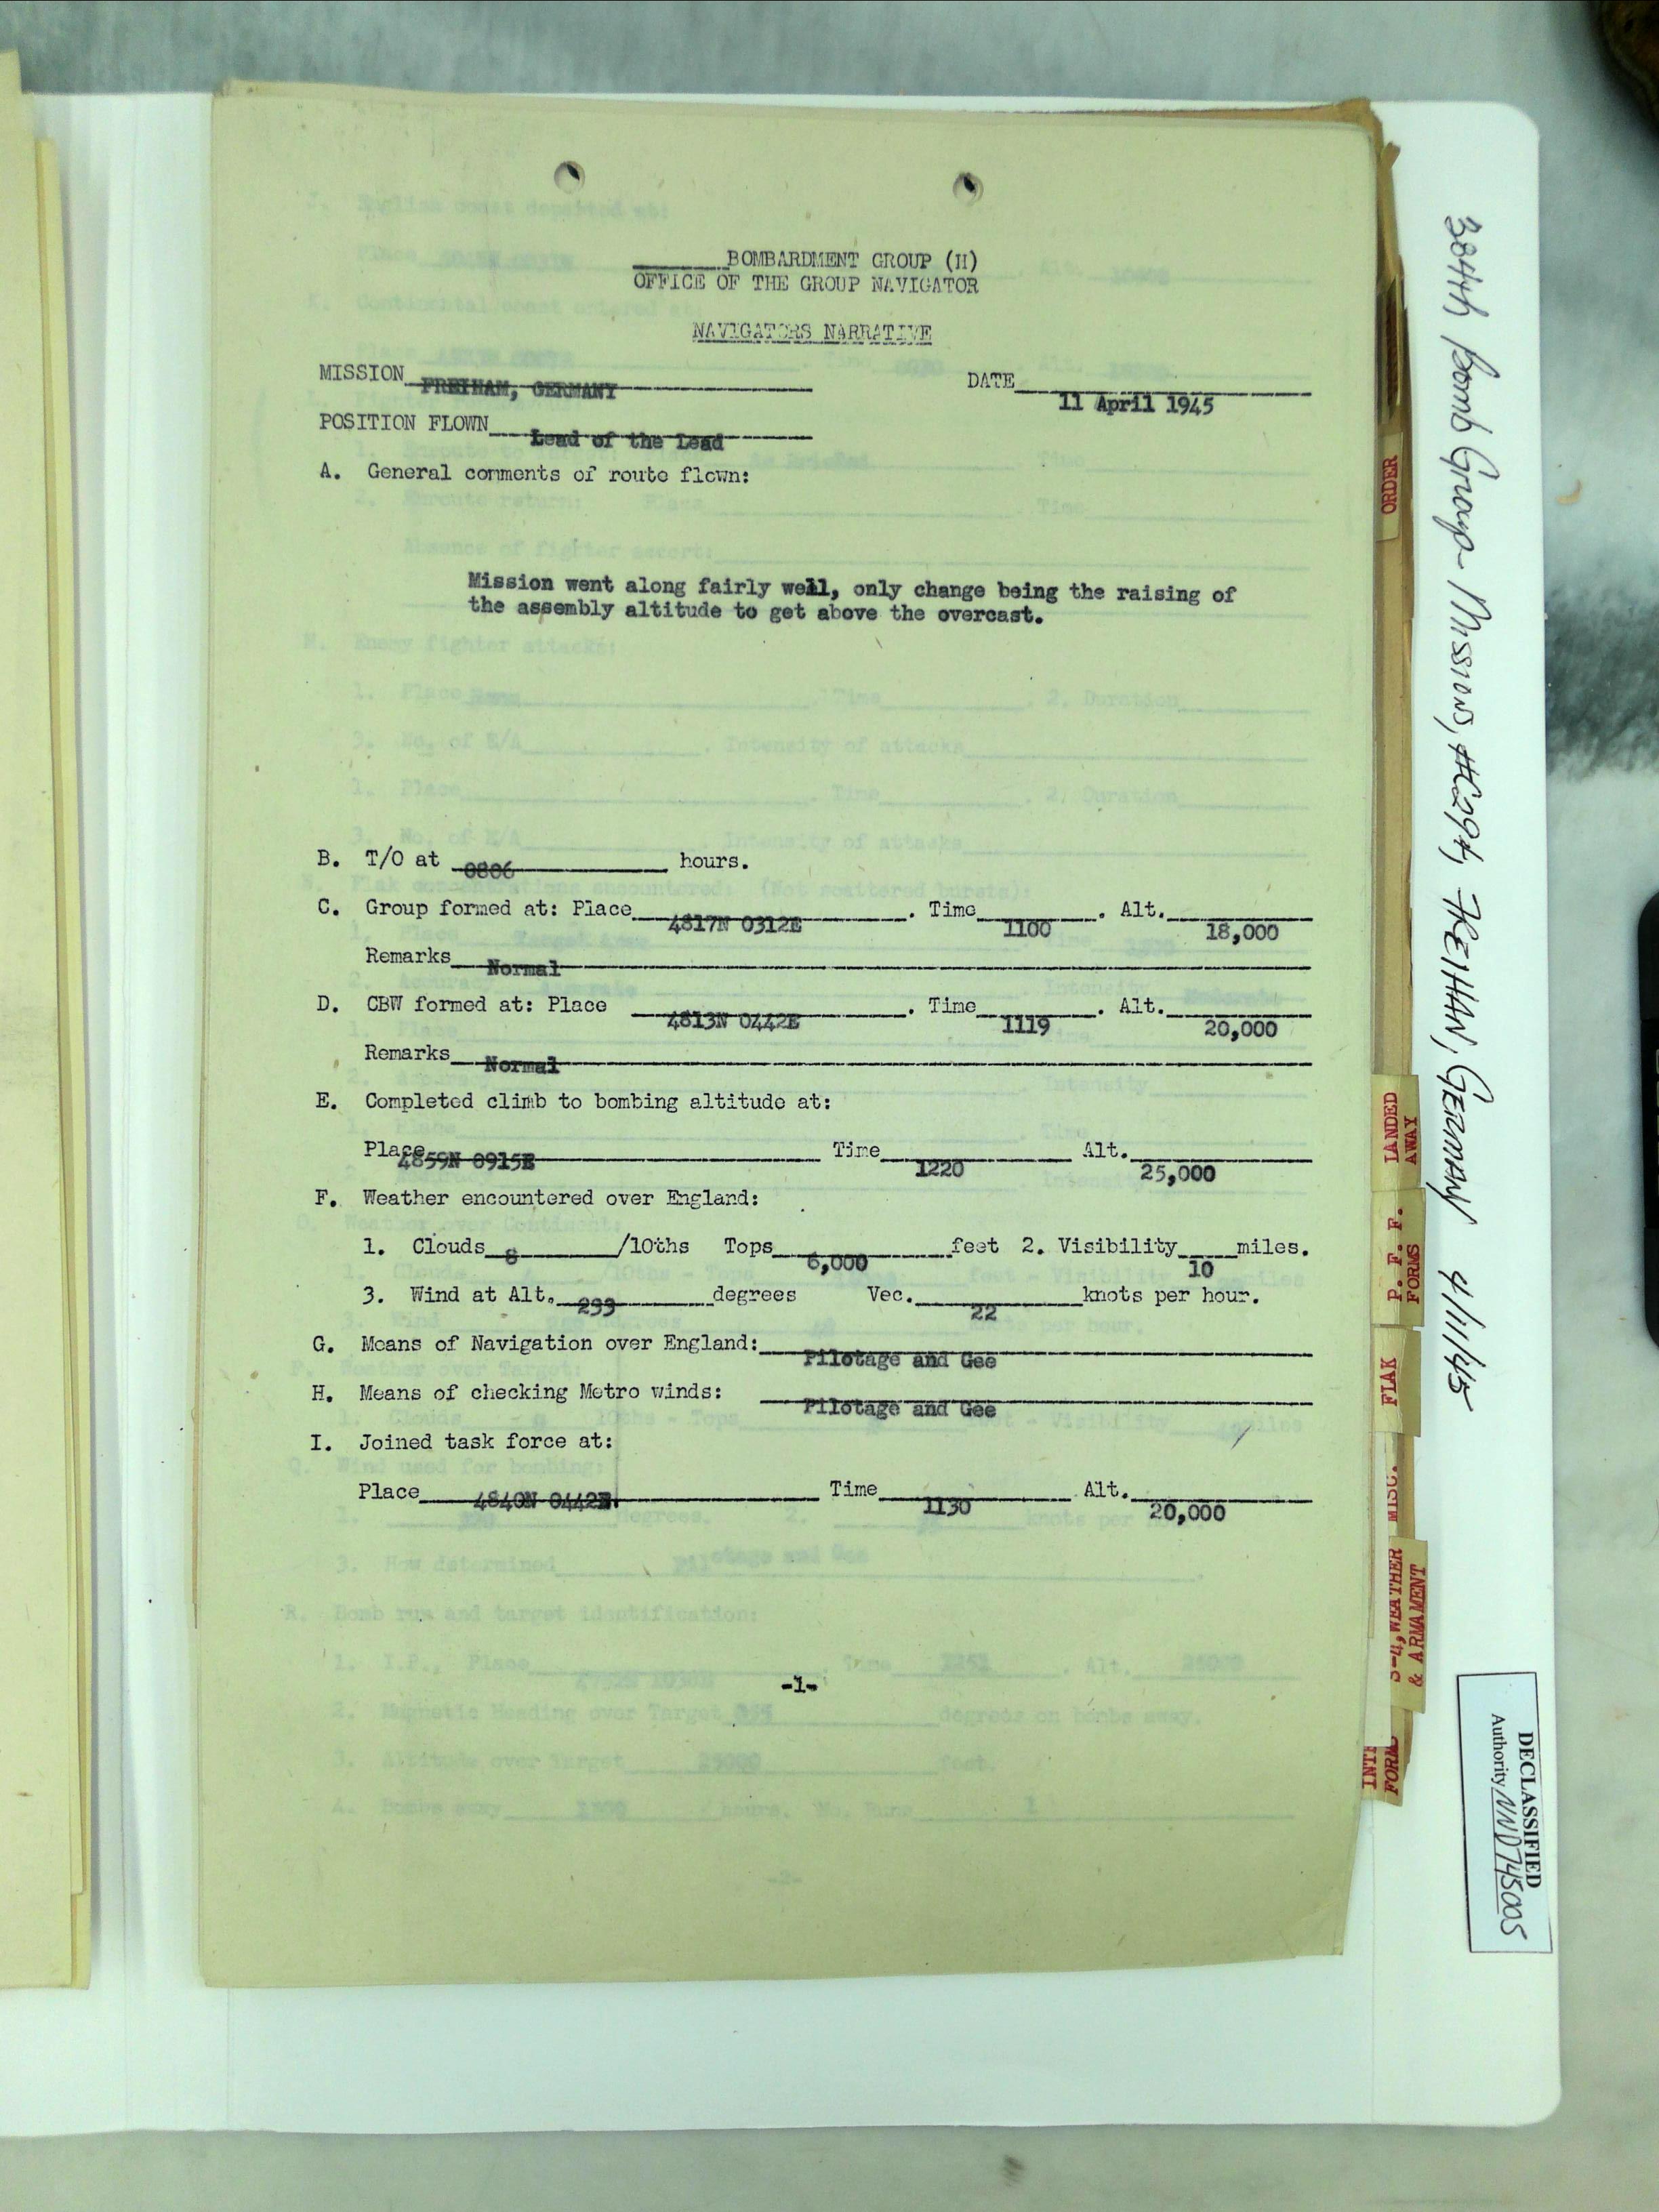 BOMBARDMENT GROUP (H)
OFFICE OF THE GROUP NAVIGATOR
NAVIGATORS NARRATIVE
MISSION FREIHAM, GERMANY DATE 11 April 1945
POSITION FLOWN Lead of the Lead
A. General comments of route flown:
Mission went along fairly well, only change being the raising of
the assembly altitude to get above the overcast.
B. T/O at 0806 hours.
C. Group formed at: Place 4817N 0312E. Time 1100. Alt. 18,000
Remarks Normal
D. CBW formed at: Place 4813N 0442E. Time 1119. Alt. 20,000
Remarks Normal
E. Completed climb to bombing altitude at:
Place 4859N 0915E Time 1220 Alt. 25,000
F. Weather encountered over England:
1. Clouds 8 /10ths Tops 6,000 feet 2. Visibility 10 miles.
3. Wind at Alt. 293 degrees Vec. 22 knots per hour.
G. Means of Navigation over England: Pilotage and Gee
H. Means of checking Metro winds: Pilotage and Gee
I. Joined task force at:
Place 4840N 0442E Time 1130 Alt. 20,000
-1-
ORDER
LANDED
AWAY
P. F. F.
FORMS
FLAK
MISC.
S-4, WEATHER
& ARMAMENT
FORMS
384th Bomb Group - Missions, #294, FREIHAN, GERMANY 4/11/45
DECLASSIFIED
Authority NND745005